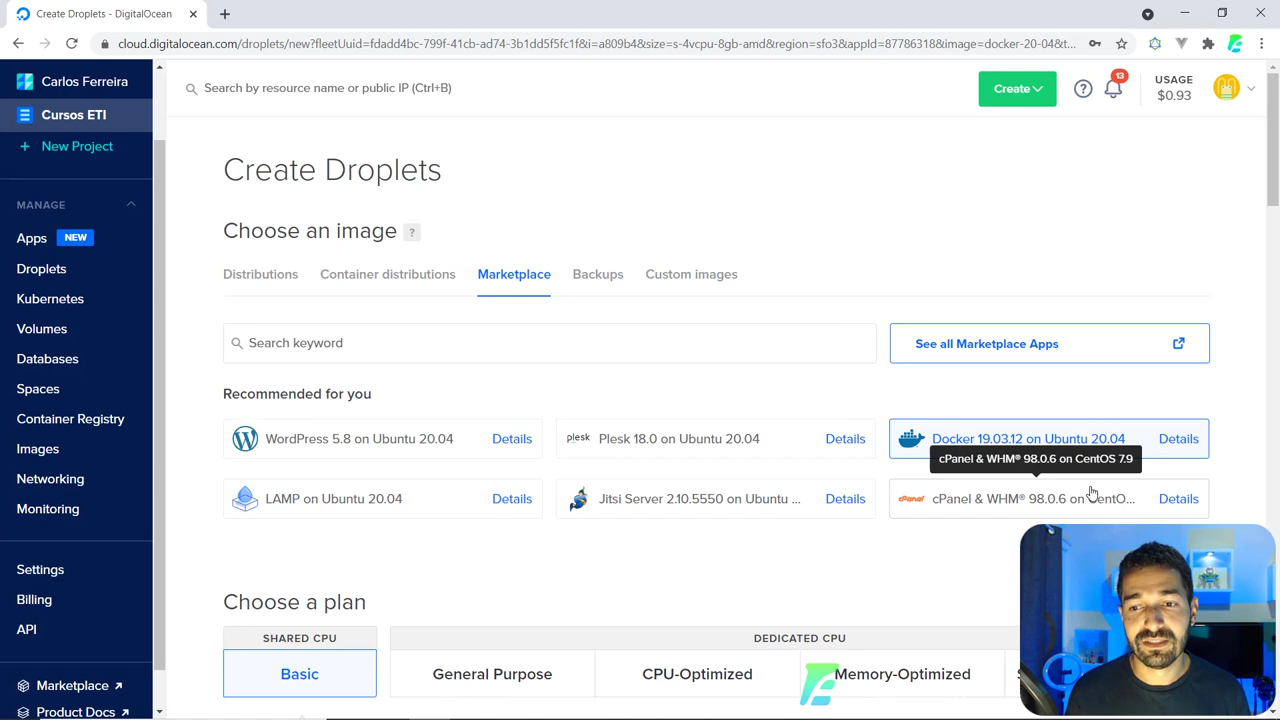 Create Droplets - DigitalOcean
cloud.digitalocean.com/droplets/new?fleetUuid=fdadd4bc-799f-41cb-ad74-3b1dd5f5fc1f&i=a809b4&size=s-4vcpu-8gb-amd&region=sfo3&appId=87786318&image=docker-20-04&t...
Carlos Ferreira
Cursos ETI
+ New Project
MANAGE
Apps NEW
Droplets
Kubernetes
Volumes
Databases
Spaces
Container Registry
Images
Networking
Monitoring
Settings
Billing
API
Marketplace
Product Docs
Search by resource name or public IP (Ctrl+B)
Create
?
13
USAGE
$0.93
Create Droplets
Choose an image ?
Distributions Container distributions Marketplace Backups Custom images
Search keyword
See all Marketplace Apps
Recommended for you
WordPress 5.8 on Ubuntu 20.04 Details
plesk Plesk 18.0 on Ubuntu 20.04 Details
Docker 19.03.12 on Ubuntu 20.04 Details
cPanel & WHM® 98.0.6 on CentOS 7.9
LAMP on Ubuntu 20.04 Details
Jitsi Server 2.10.5550 on Ubuntu ... Details
cPanel cPanel & WHM® 98.0.6 on CentO... Details
Choose a plan
SHARED CPU
DEDICATED CPU
Basic
General Purpose
CPU-Optimized
Memory-Optimized